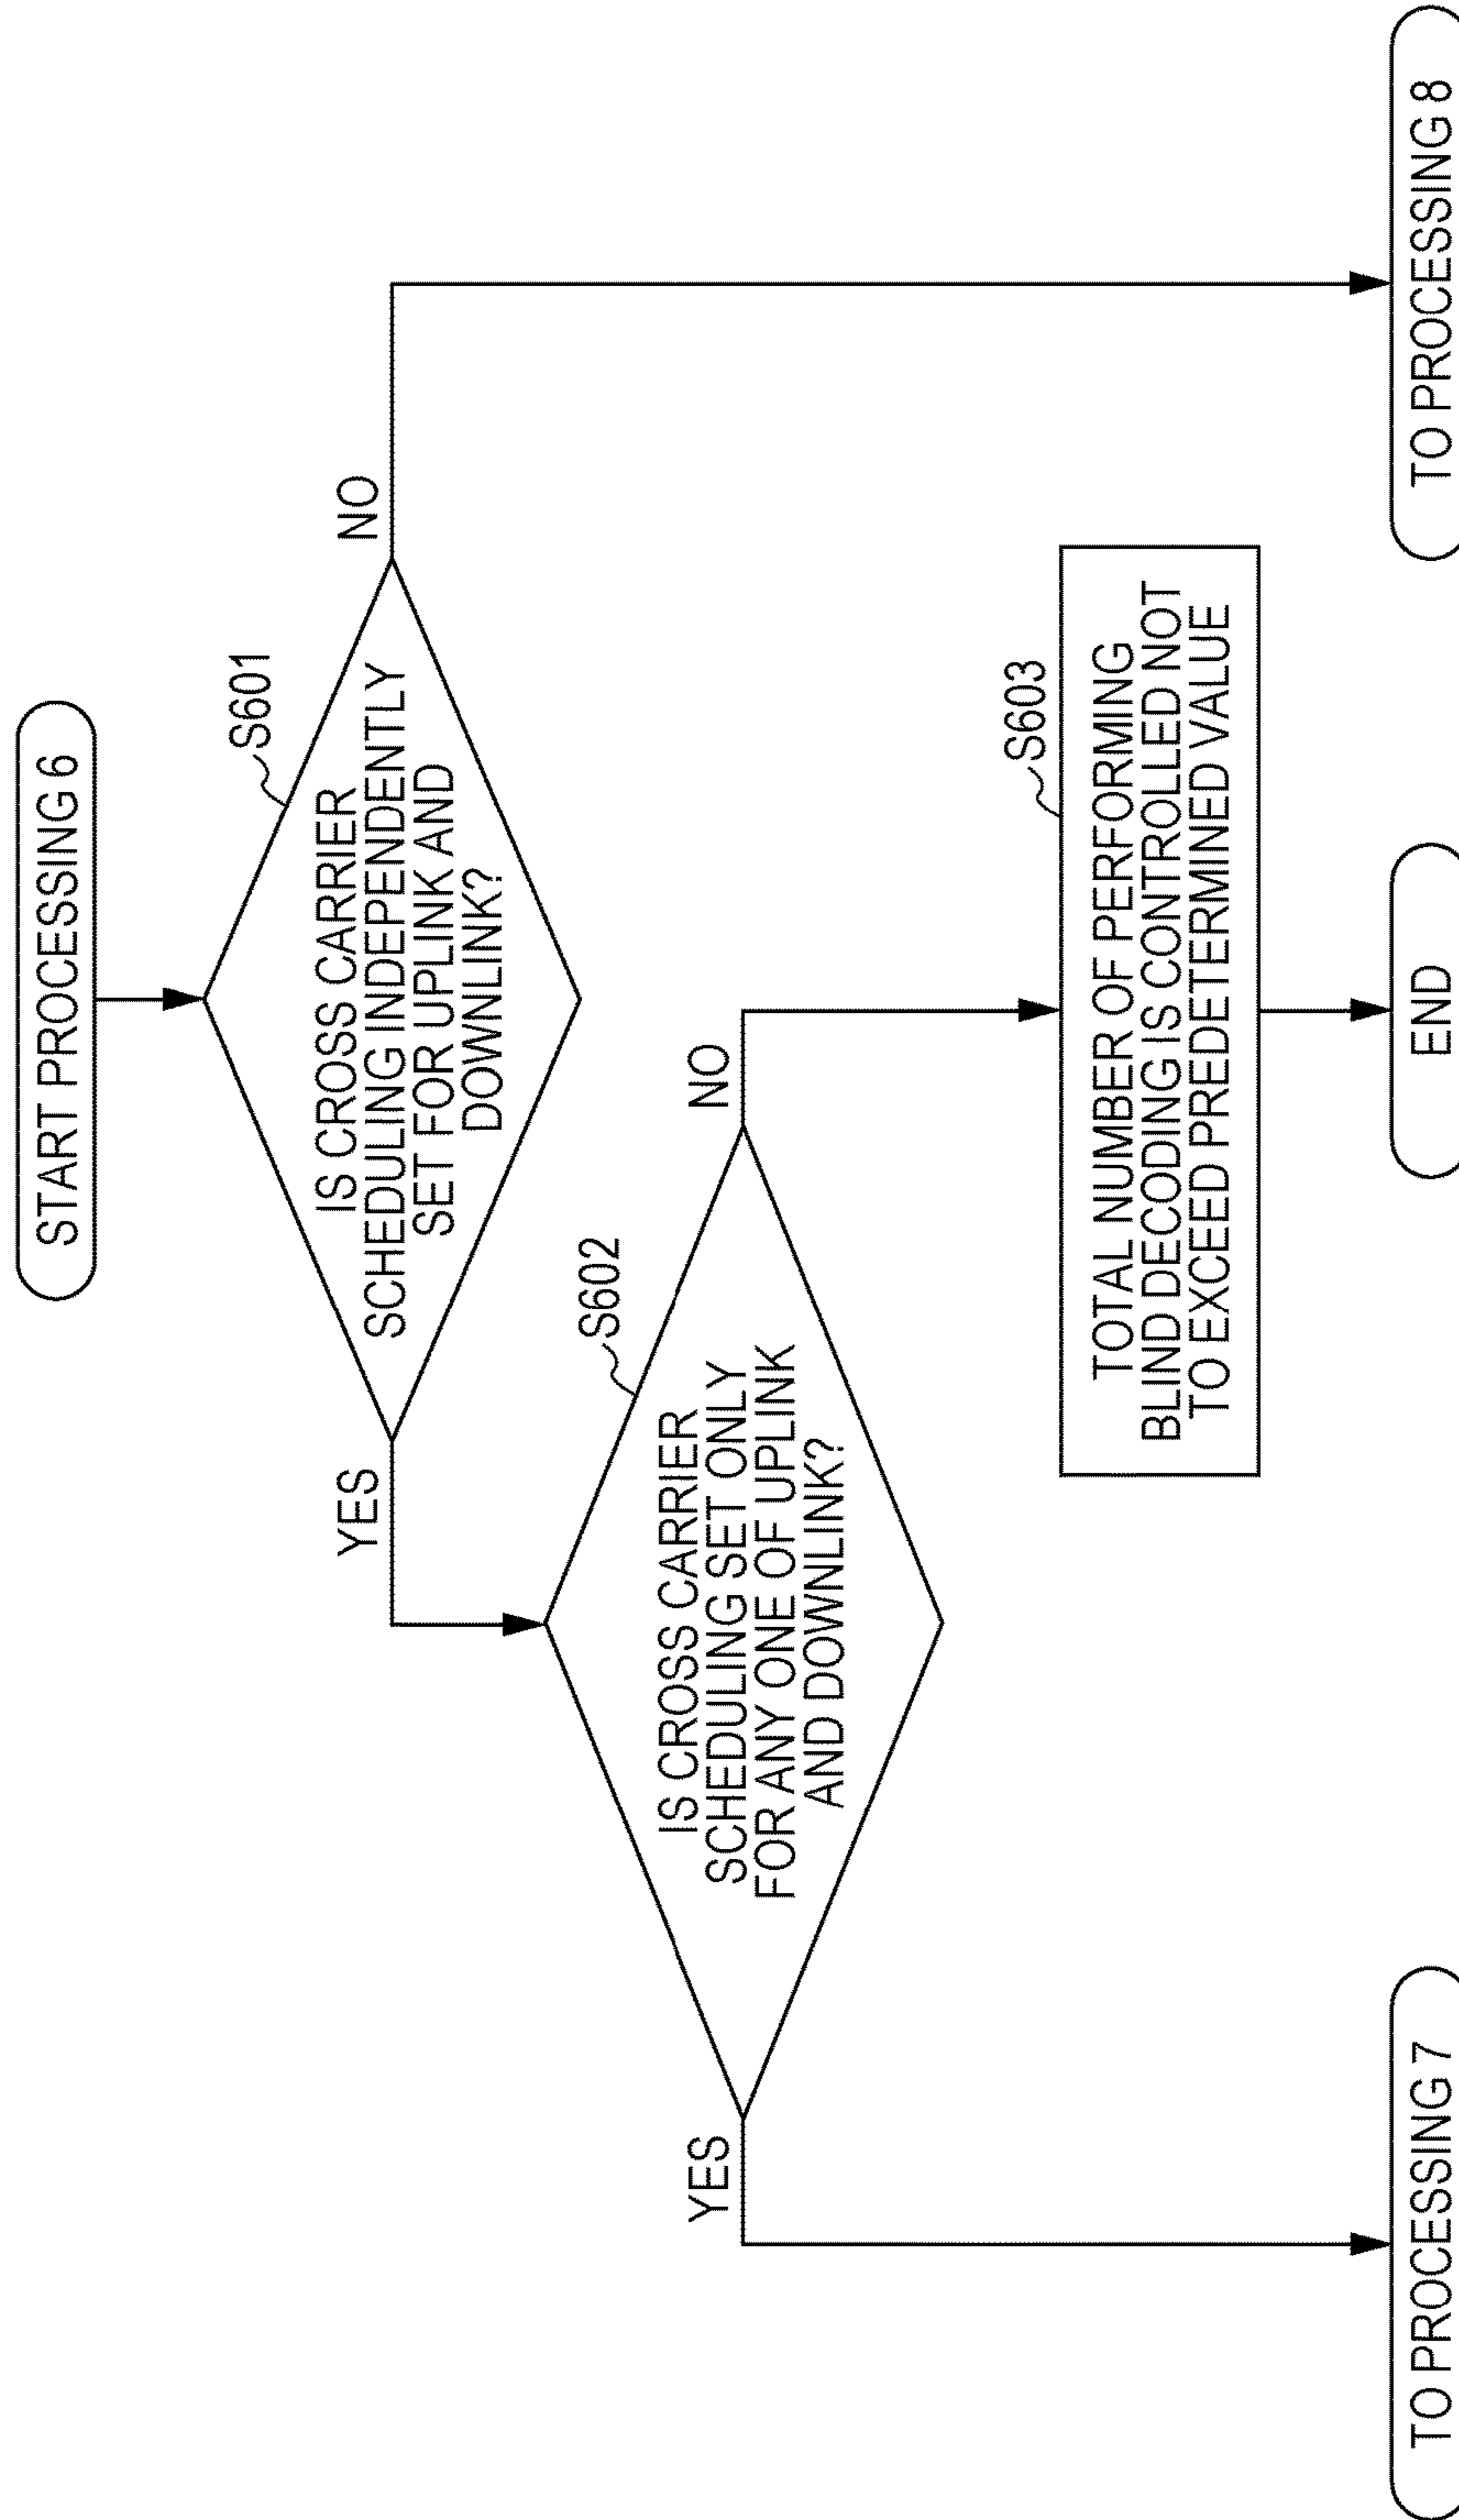 START PROCESSING 6
S601
IS CROSS CARRIER
SCHEDULING INDEPENDENTLY
SET FOR UPLINK AND
DOWNLINK?
YES
NO
S602
IS CROSS CARRIER
SCHEDULING SET ONLY
FOR ANY ONE OF UPLINK
AND DOWNLINK?
YES
NO
S603
TOTAL NUMBER OF PERFORMING
BLIND DECODING IS CONTROLLED NOT
TO EXCEED PREDETERMINED VALUE
TO PROCESSING 7
END
TO PROCESSING 8